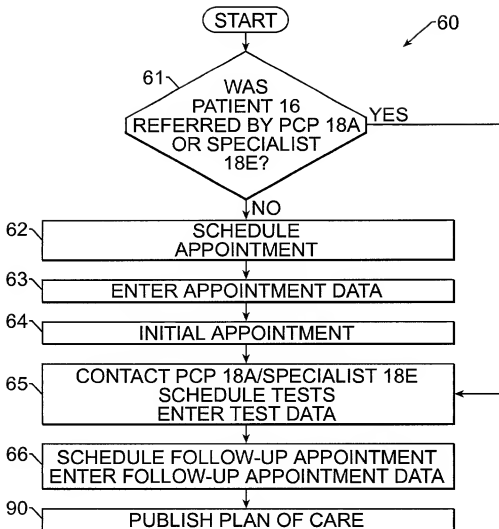 START
60
61
WAS
PATIENT 16
REFERRED BY PCP 18A
OR SPECIALIST
18E?
YES
NO
62
SCHEDULE
APPOINTMENT
63
ENTER APPOINTMENT DATA
64
INITIAL APPOINTMENT
65
CONTACT PCP 18A/SPECIALIST 18E
SCHEDULE TESTS
ENTER TEST DATA
66
SCHEDULE FOLLOW-UP APPOINTMENT
ENTER FOLLOW-UP APPOINTMENT DATA
90
PUBLISH PLAN OF CARE